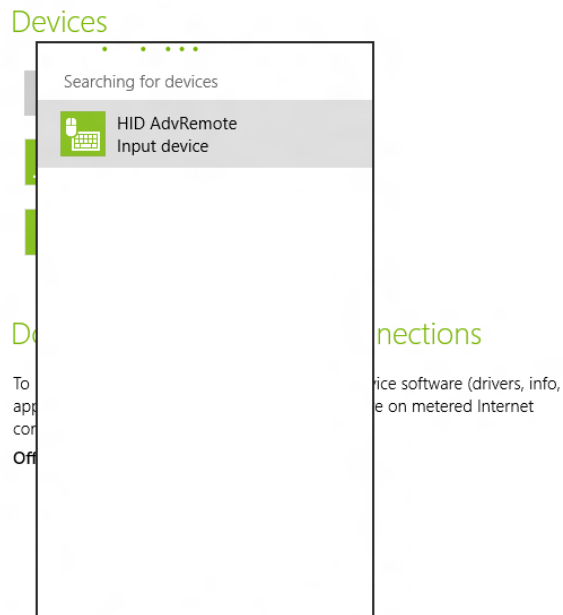 Devices
Searching for devices
HID AdvRemote
Input device
nections
To
vice software (drivers, info,
app
e on metered Internet
con
Off